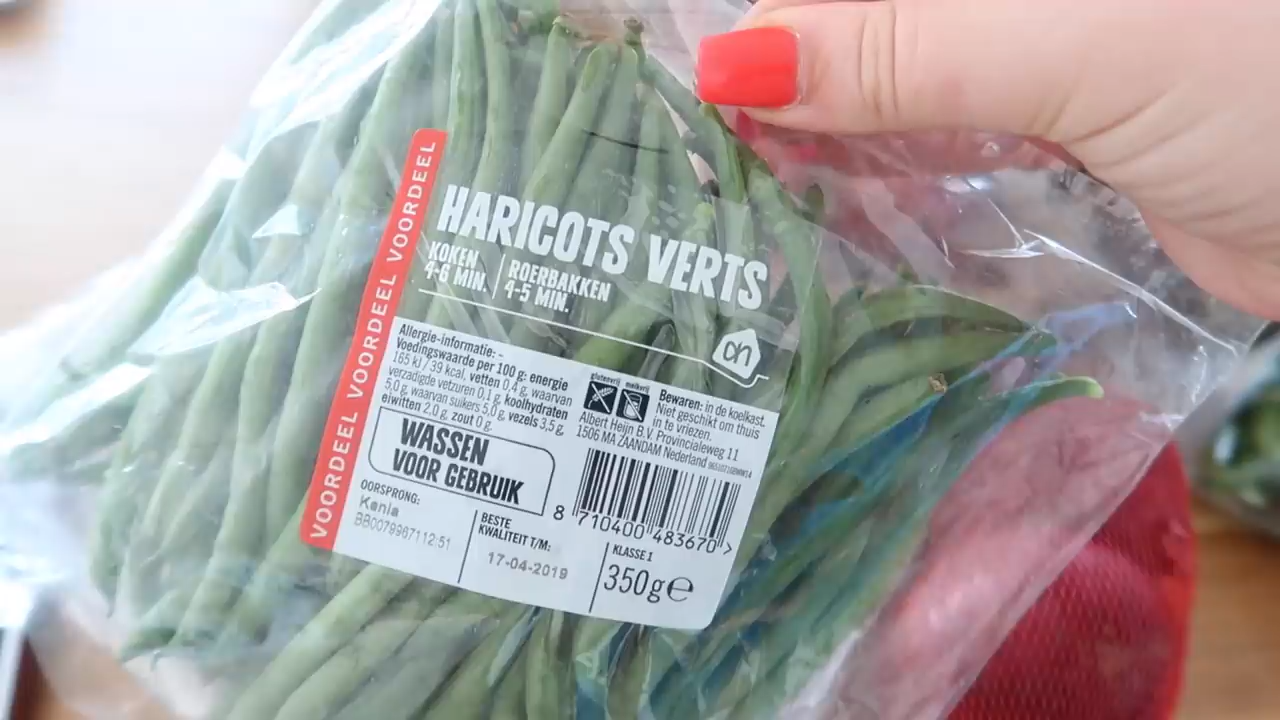 VOORDEEL VOORDEEL VOORDEEL VOORDEEL
HARICOTS VERTS
KOKEN
4-6 MIN.
ROERBAKKEN
4-5 MIN.
ah
Allergie-informatie: -
Voedingswaarde per 100 g: energie
165 kJ/39 kcal, vetten 0,4 g, waarvan
verzadigde vetzuren 0,1 g, koolhydraten
5,0 g, waarvan suikers 5,0 g, vezels 3,5 g,
eiwitten 2,0 g, zout 0 g.
glutenvrij melkvrij
Bewaren: in de koelkast.
Niet geschikt om thuis
in te vriezen.
Albert Heijn B.V. Provincialeweg 11
1506 MA ZAANDAM Nederland
WASSEN
VOOR GEBRUIK
8 710400 483670 >
OORSPRONG:
Kenia
BB0079967112:51
BESTE
KWALITEIT T/M:
17-04-2019
KLASSE I
350g e